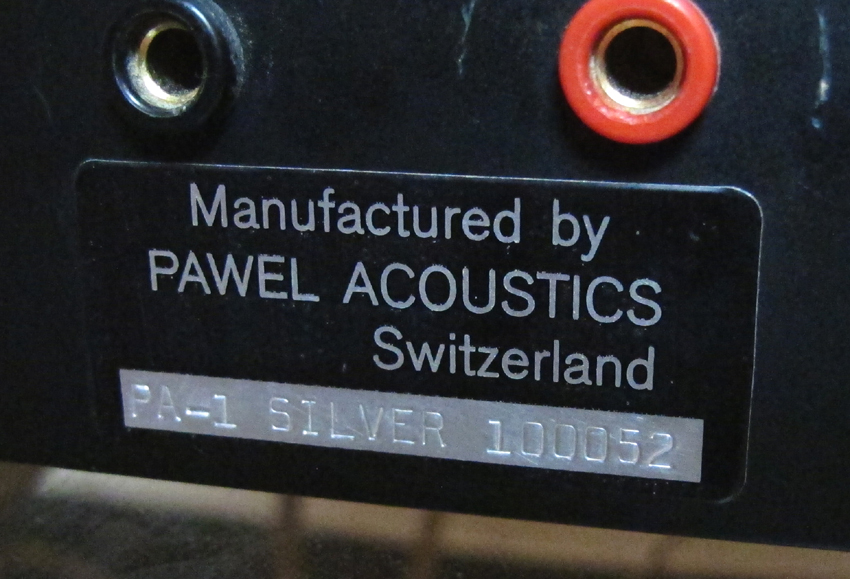 Manufactured by
PAWEL ACOUSTICS
Switzerland
PA-1 SILVER 100052